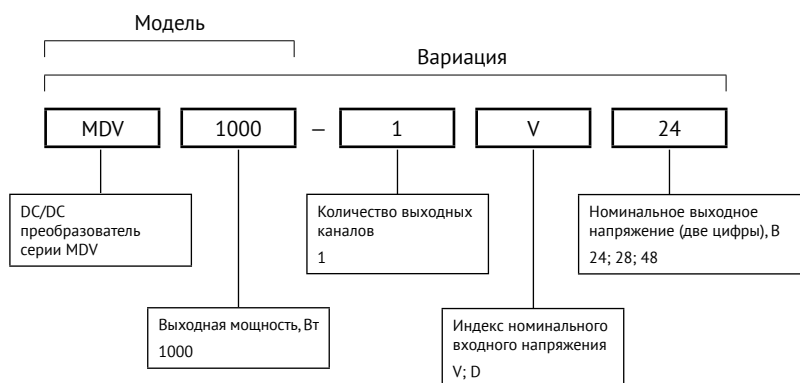 Модель
Вариация
MDV 1000 – 1 V 24
DC/DC
преобразователь
серии MDV
Количество выходных
каналов
1
Номинальное выходное
напряжение (две цифры), В
24; 28; 48
Выходная мощность, Вт
1000
Индекс номинального
входного напряжения
V; D